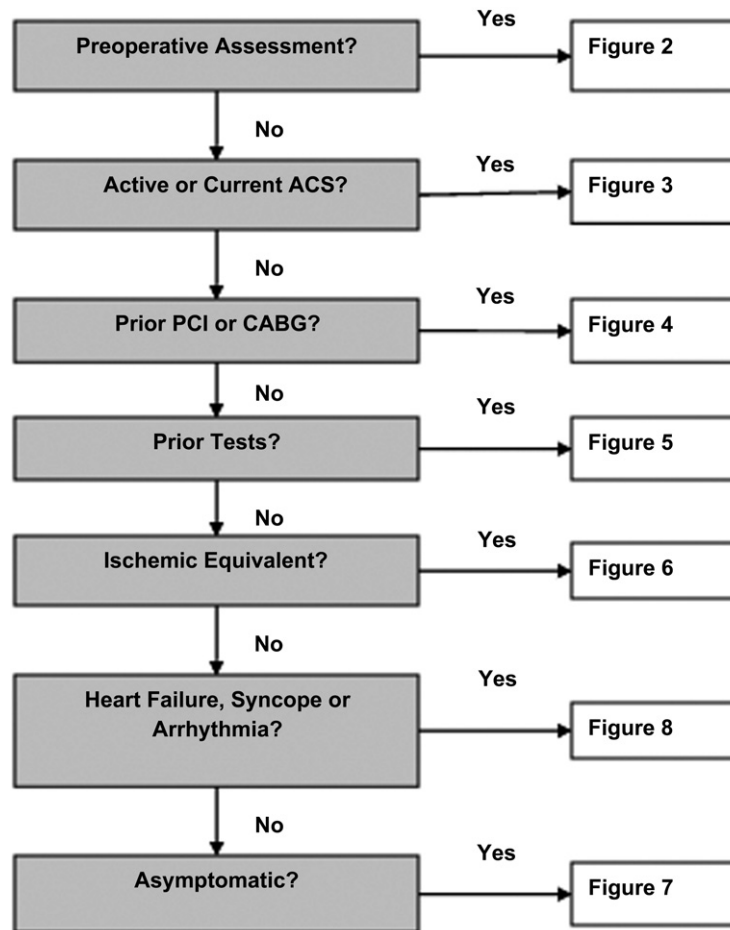 Yes
Preoperative Assessment?
Figure 2
No
Yes
Active or Current ACS?
Figure 3
No
Yes
Prior PCI or CABG?
Figure 4
No
Yes
Prior Tests?
Figure 5
No
Yes
Ischemic Equivalent?
Figure 6
No
Yes
Heart Failure, Syncope or
Arrhythmia?
Figure 8
No
Yes
Asymptomatic?
Figure 7